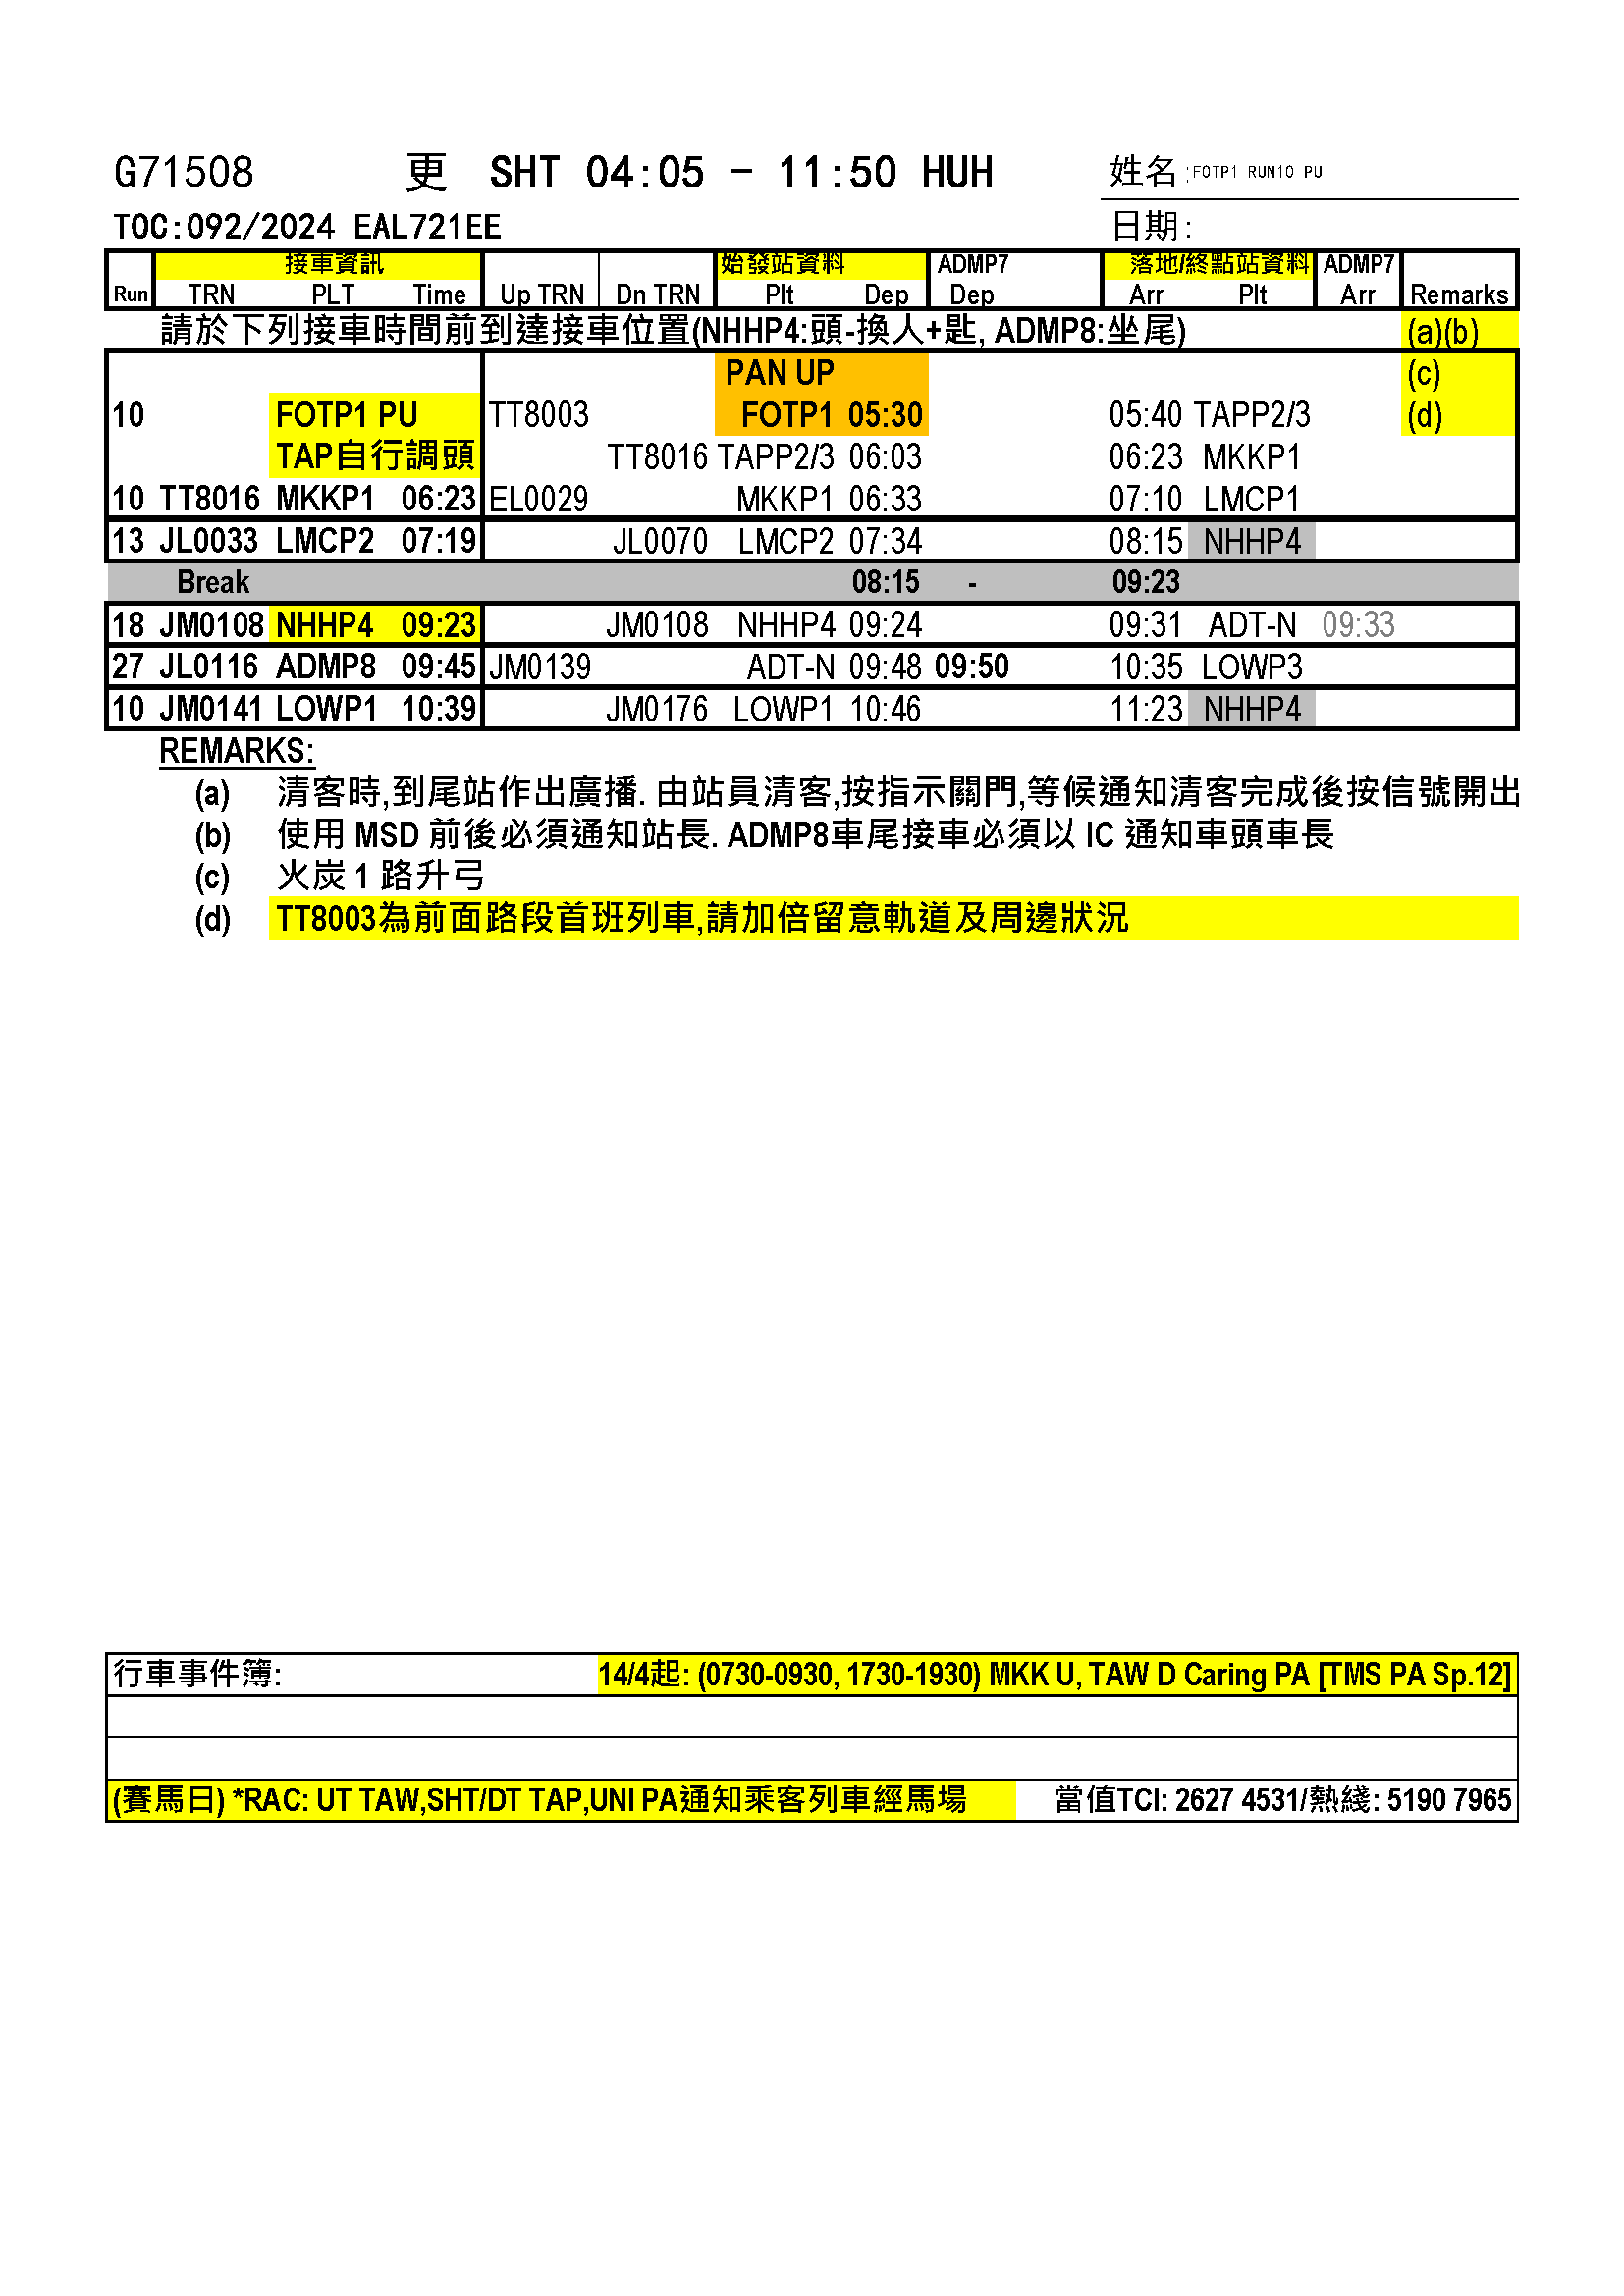 G71508 更 SHT 04:05 - 11:50 HUH 姓名:FOTP1 RUN10 PU
TOC:092/2024 EAL721EE 日期:
接車資訊 始發站資料 ADMP7 落地/終點站資料 ADMP7
Run TRN PLT Time Up TRN Dn TRN Plt Dep Dep Arr Plt Arr Remarks
請於下列接車時間前到達接車位置(NHHP4:頭-換人+匙, ADMP8:坐尾) (a)(b)
PAN UP (c)
10 FOTP1 PU TT8003 FOTP1 05:30 05:40 TAPP2/3 (d)
TAP自行調頭 TT8016 TAPP2/3 06:03 06:23 MKKP1
10 TT8016 MKKP1 06:23 EL0029 MKKP1 06:33 07:10 LMCP1
13 JL0033 LMCP2 07:19 JL0070 LMCP2 07:34 08:15 NHHP4
Break 08:15 - 09:23
18 JM0108 NHHP4 09:23 JM0108 NHHP4 09:24 09:31 ADT-N 09:33
27 JL0116 ADMP8 09:45 JM0139 ADT-N 09:48 09:50 10:35 LOWP3
10 JM0141 LOWP1 10:39 JM0176 LOWP1 10:46 11:23 NHHP4
REMARKS:
(a) 清客時,到尾站作出廣播. 由站員清客,按指示關門,等候通知清客完成後按信號開出
(b) 使用 MSD 前後必須通知站長. ADMP8車尾接車必須以 IC 通知車頭車長
(c) 火炭 1 路升弓
(d) TT8003為前面路段首班列車,請加倍留意軌道及周邊狀況
行車事件簿: 14/4起: (0730-0930, 1730-1930) MKK U, TAW D Caring PA [TMS PA Sp.12]
(賽馬日) *RAC: UT TAW,SHT/DT TAP,UNI PA通知乘客列車經馬場 當值TCI: 2627 4531/熱綫: 5190 7965